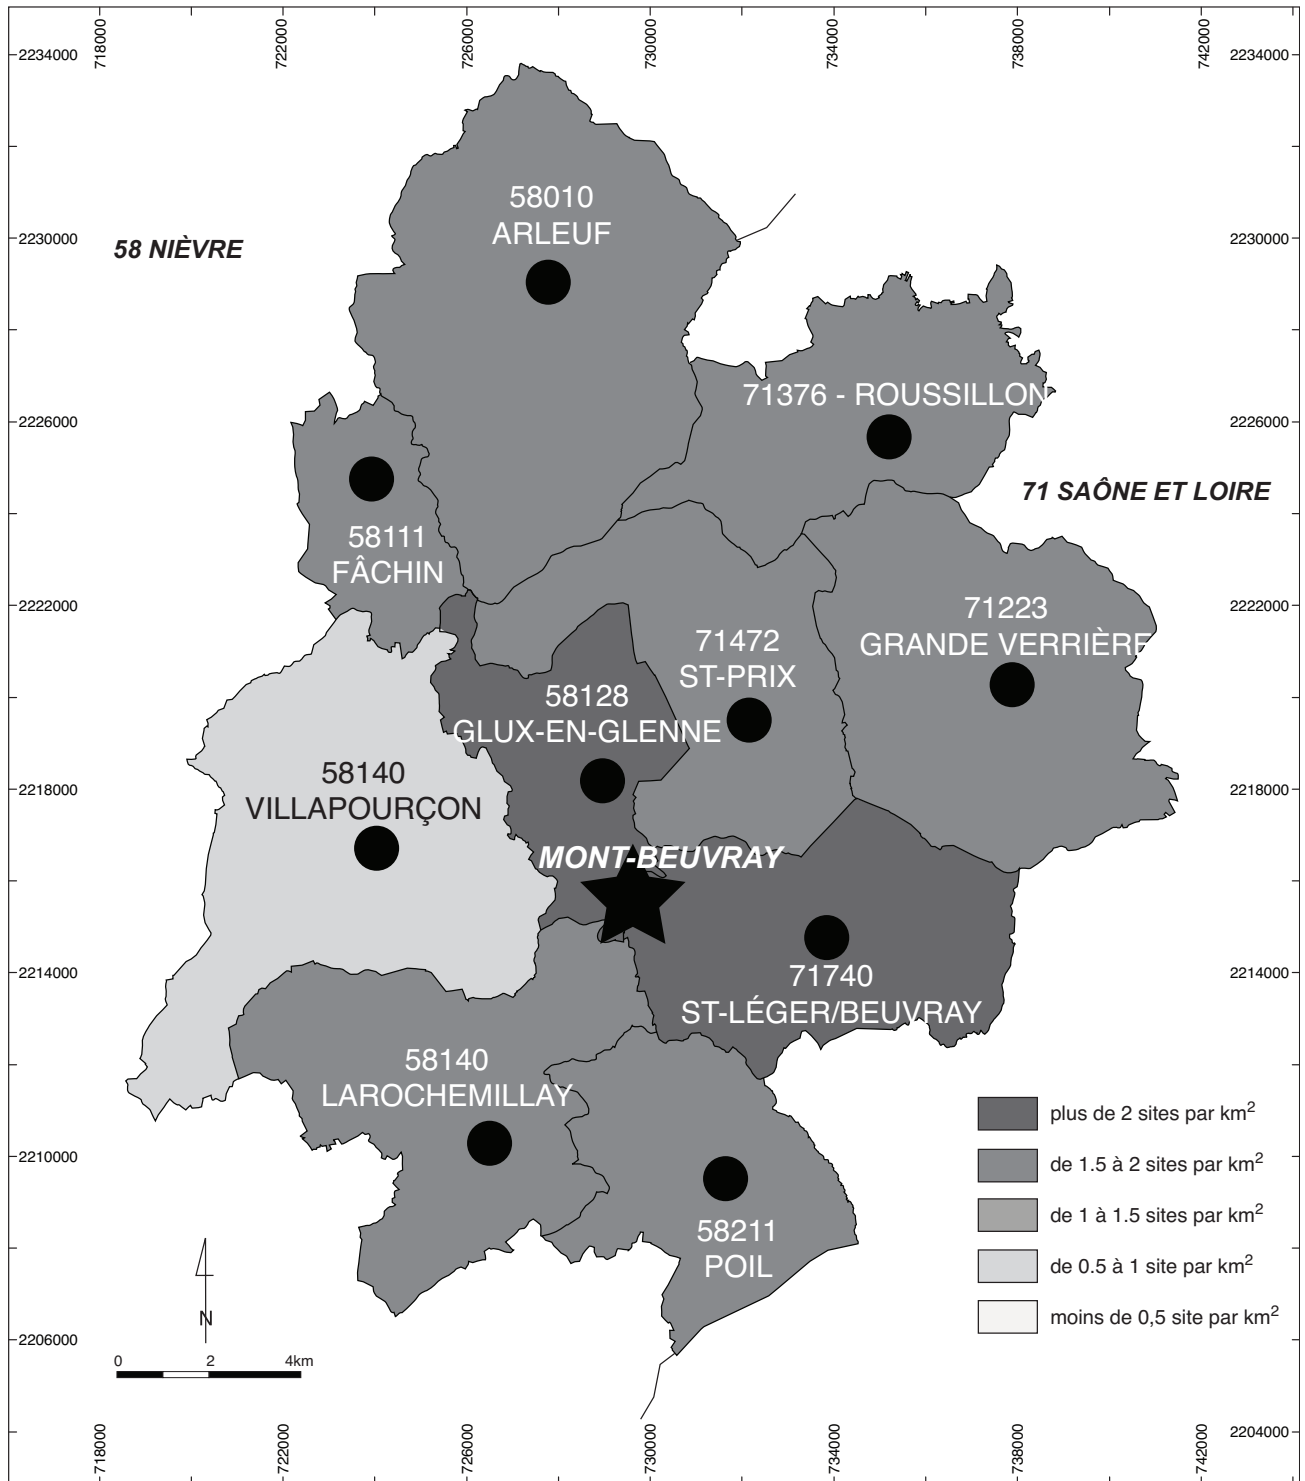 718000
722000
726000
730000
734000
738000
742000
2234000
2234000
58010
ARLEUF
2230000
58 NIÈVRE
2230000
71376 - ROUSSILLON
2226000
2226000
71 SAÔNE ET LOIRE
58111
FÂCHIN
2222000
71223
2222000
GRANDE VERRIÈRE
71472
ST-PRIX
58128
GLUX-EN-GLENNE
58140
VILLAPOURÇON
2218000
2218000
MONT-BEUVRAY
2214000
71740
2214000
ST-LÉGER/BEUVRAY
58140
LAROCHEMILLAY
plus de 2 sites par km²
2210000
de 1.5 à 2 sites par km²
de 1 à 1.5 sites par km²
58211
POIL
de 0.5 à 1 site par km²
moins de 0,5 site par km²
N
2206000
0 2 4km
2204000
718000
722000
726000
730000
734000
738000
742000